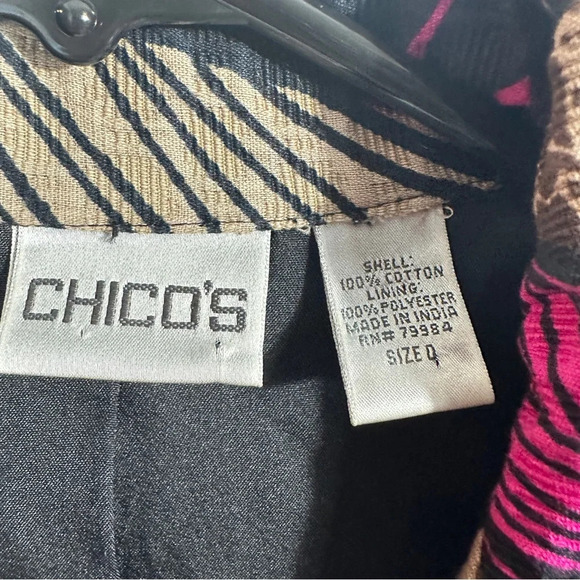 CHICO'S
SHELL:
100% COTTON
LINING:
100% POLYESTER
MADE IN INDIA
RN# 79984
SIZE 0